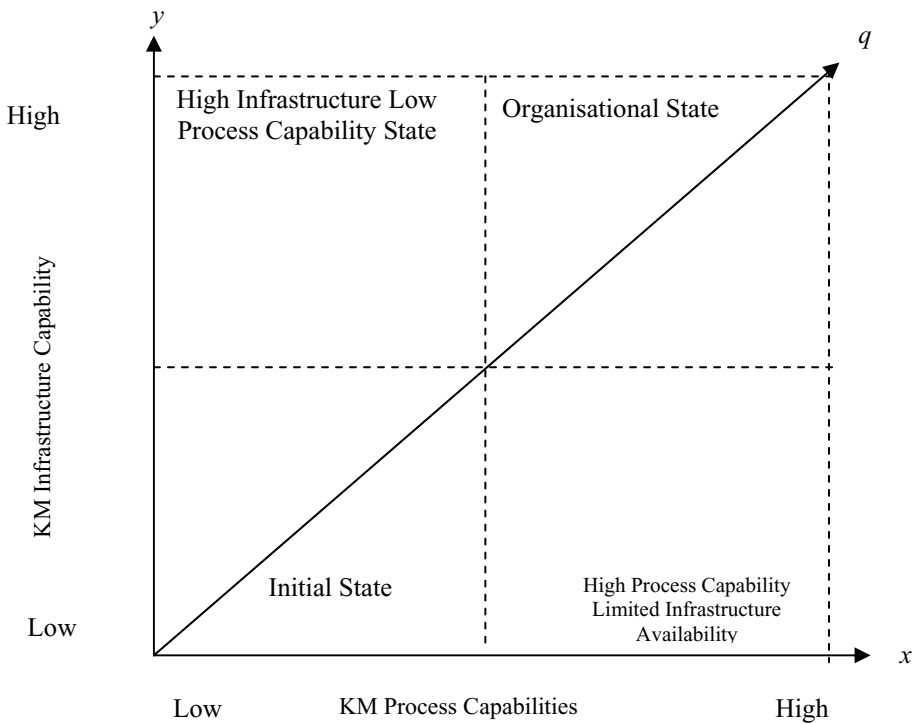 y
q
High
High Infrastructure Low
Process Capability State
Organisational State
KM Infrastructure Capability
Initial State
High Process Capability
Limited Infrastructure
Availability
Low
x
Low
KM Process Capabilities
High